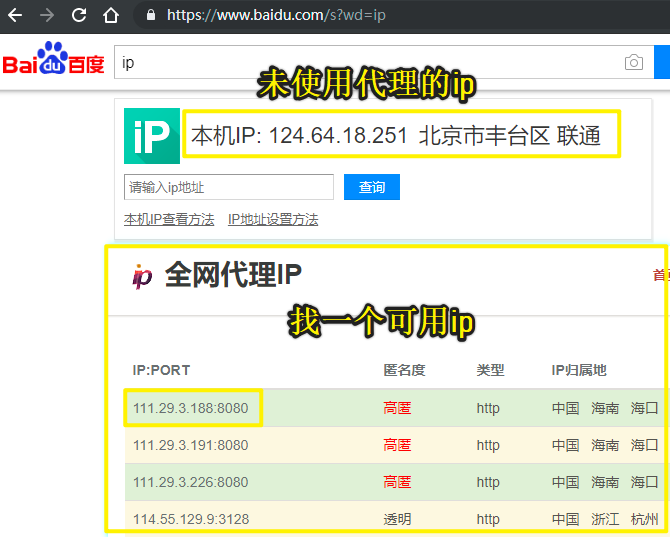 https://www.baidu.com/s?wd=ip
Bai du 百度
ip
未使用代理的ip
iP
本机IP: 124.64.18.251 北京市丰台区 联通
请输入ip地址
查询
本机IP查看方法 IP地址设置方法
ip 全网代理IP
首
找一个可用ip
IP:PORT 匿名度 类型 IP归属地
111.29.3.188:8080 高匿 http 中国 海南 海口
111.29.3.191:8080 高匿 http 中国 海南 海口
111.29.3.226:8080 高匿 http 中国 海南 海口
114.55.129.9:3128 透明 http 中国 浙江 杭州